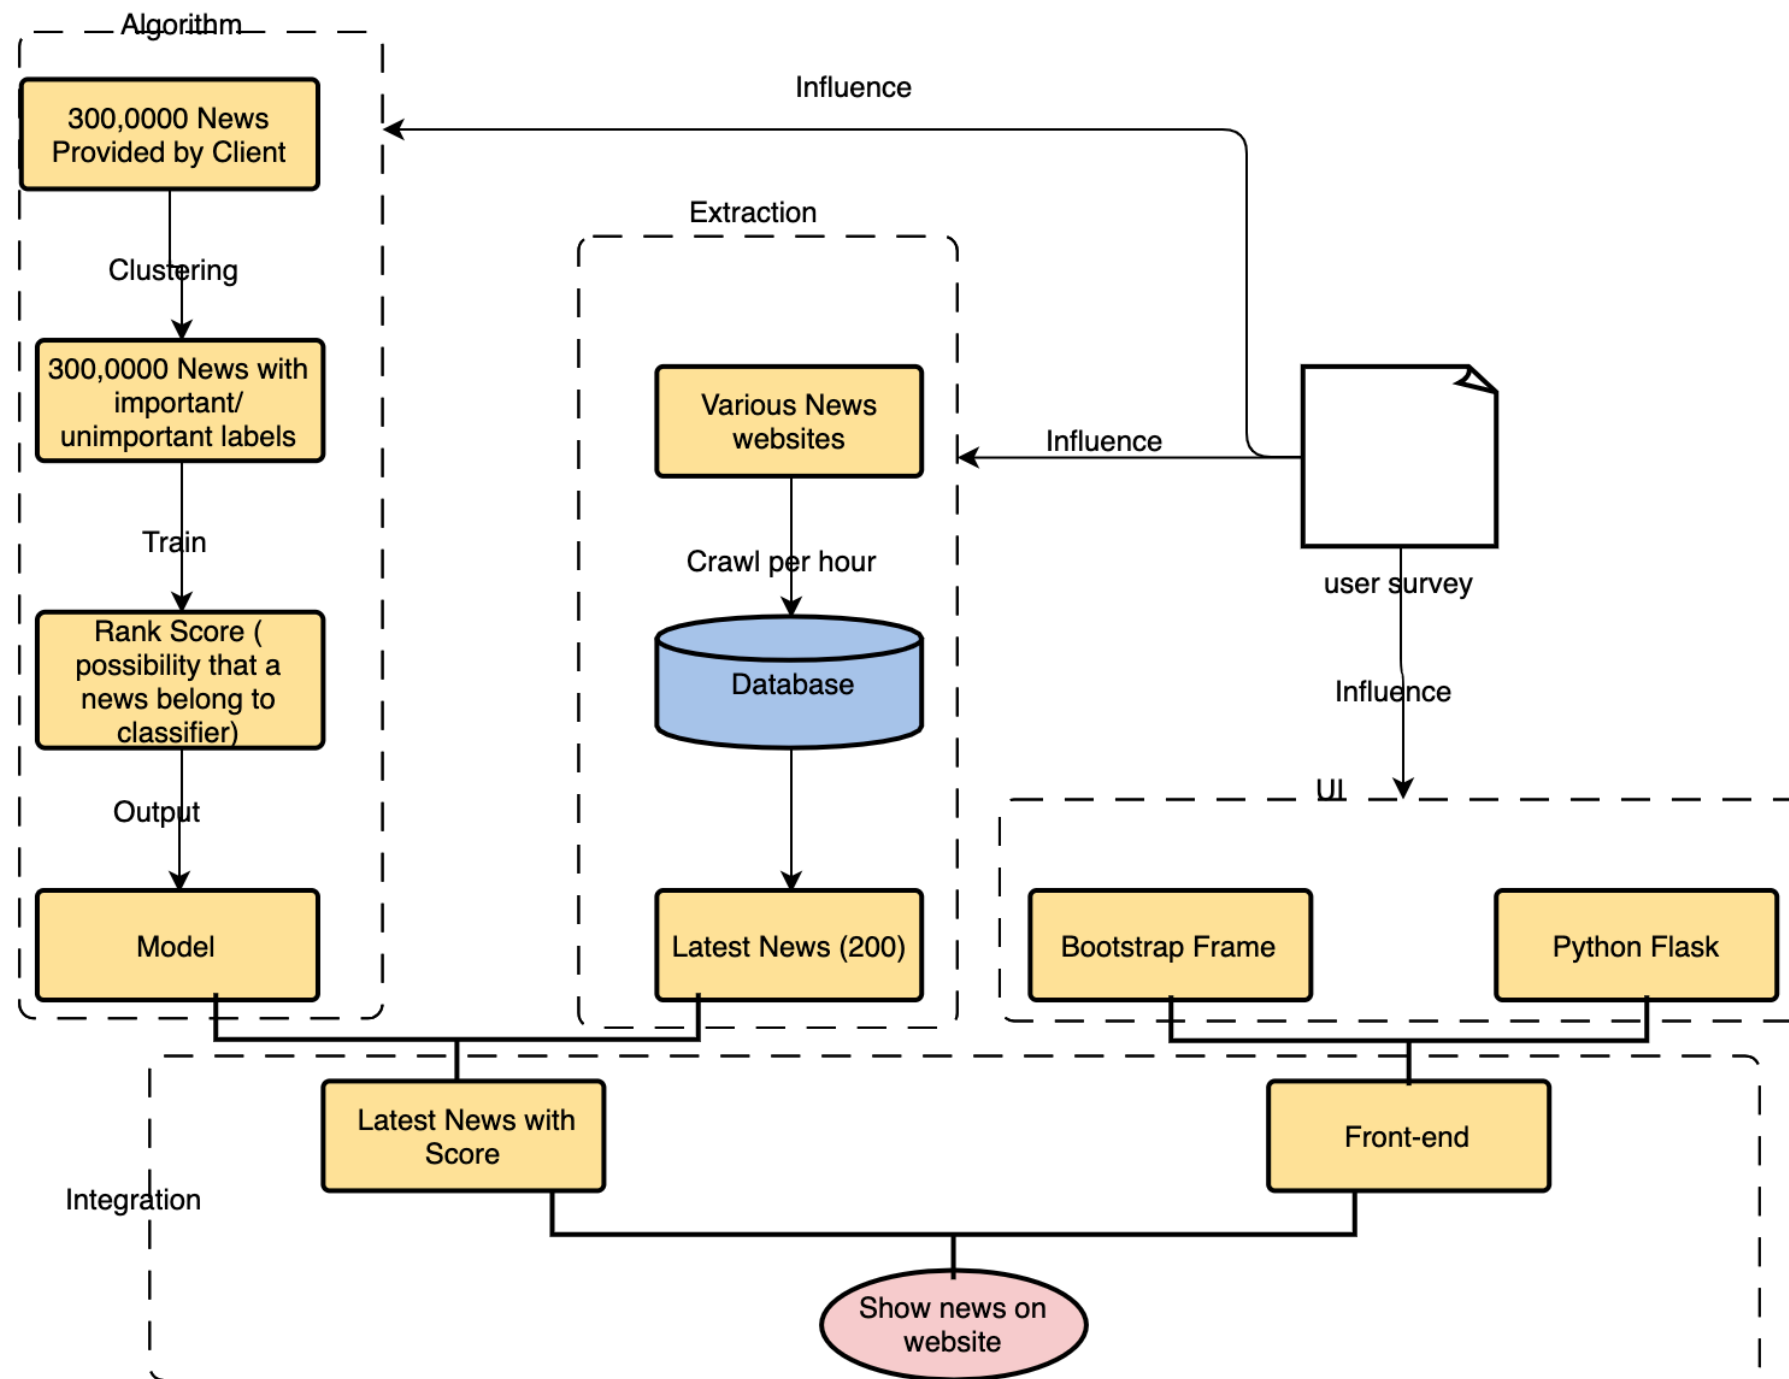 Algorithm
300,0000 News
Provided by Client
Clustering
300,0000 News with
important/
unimportant labels
Train
Rank Score (
possibility that a
news belong to
classifier)
Output
Model
Influence
Extraction
Various News
websites
Crawl per hour
Database
Latest News (200)
Influence
user survey
Influence
UI
Bootstrap Frame
Python Flask
Integration
Latest News with
Score
Front-end
Show news on
website